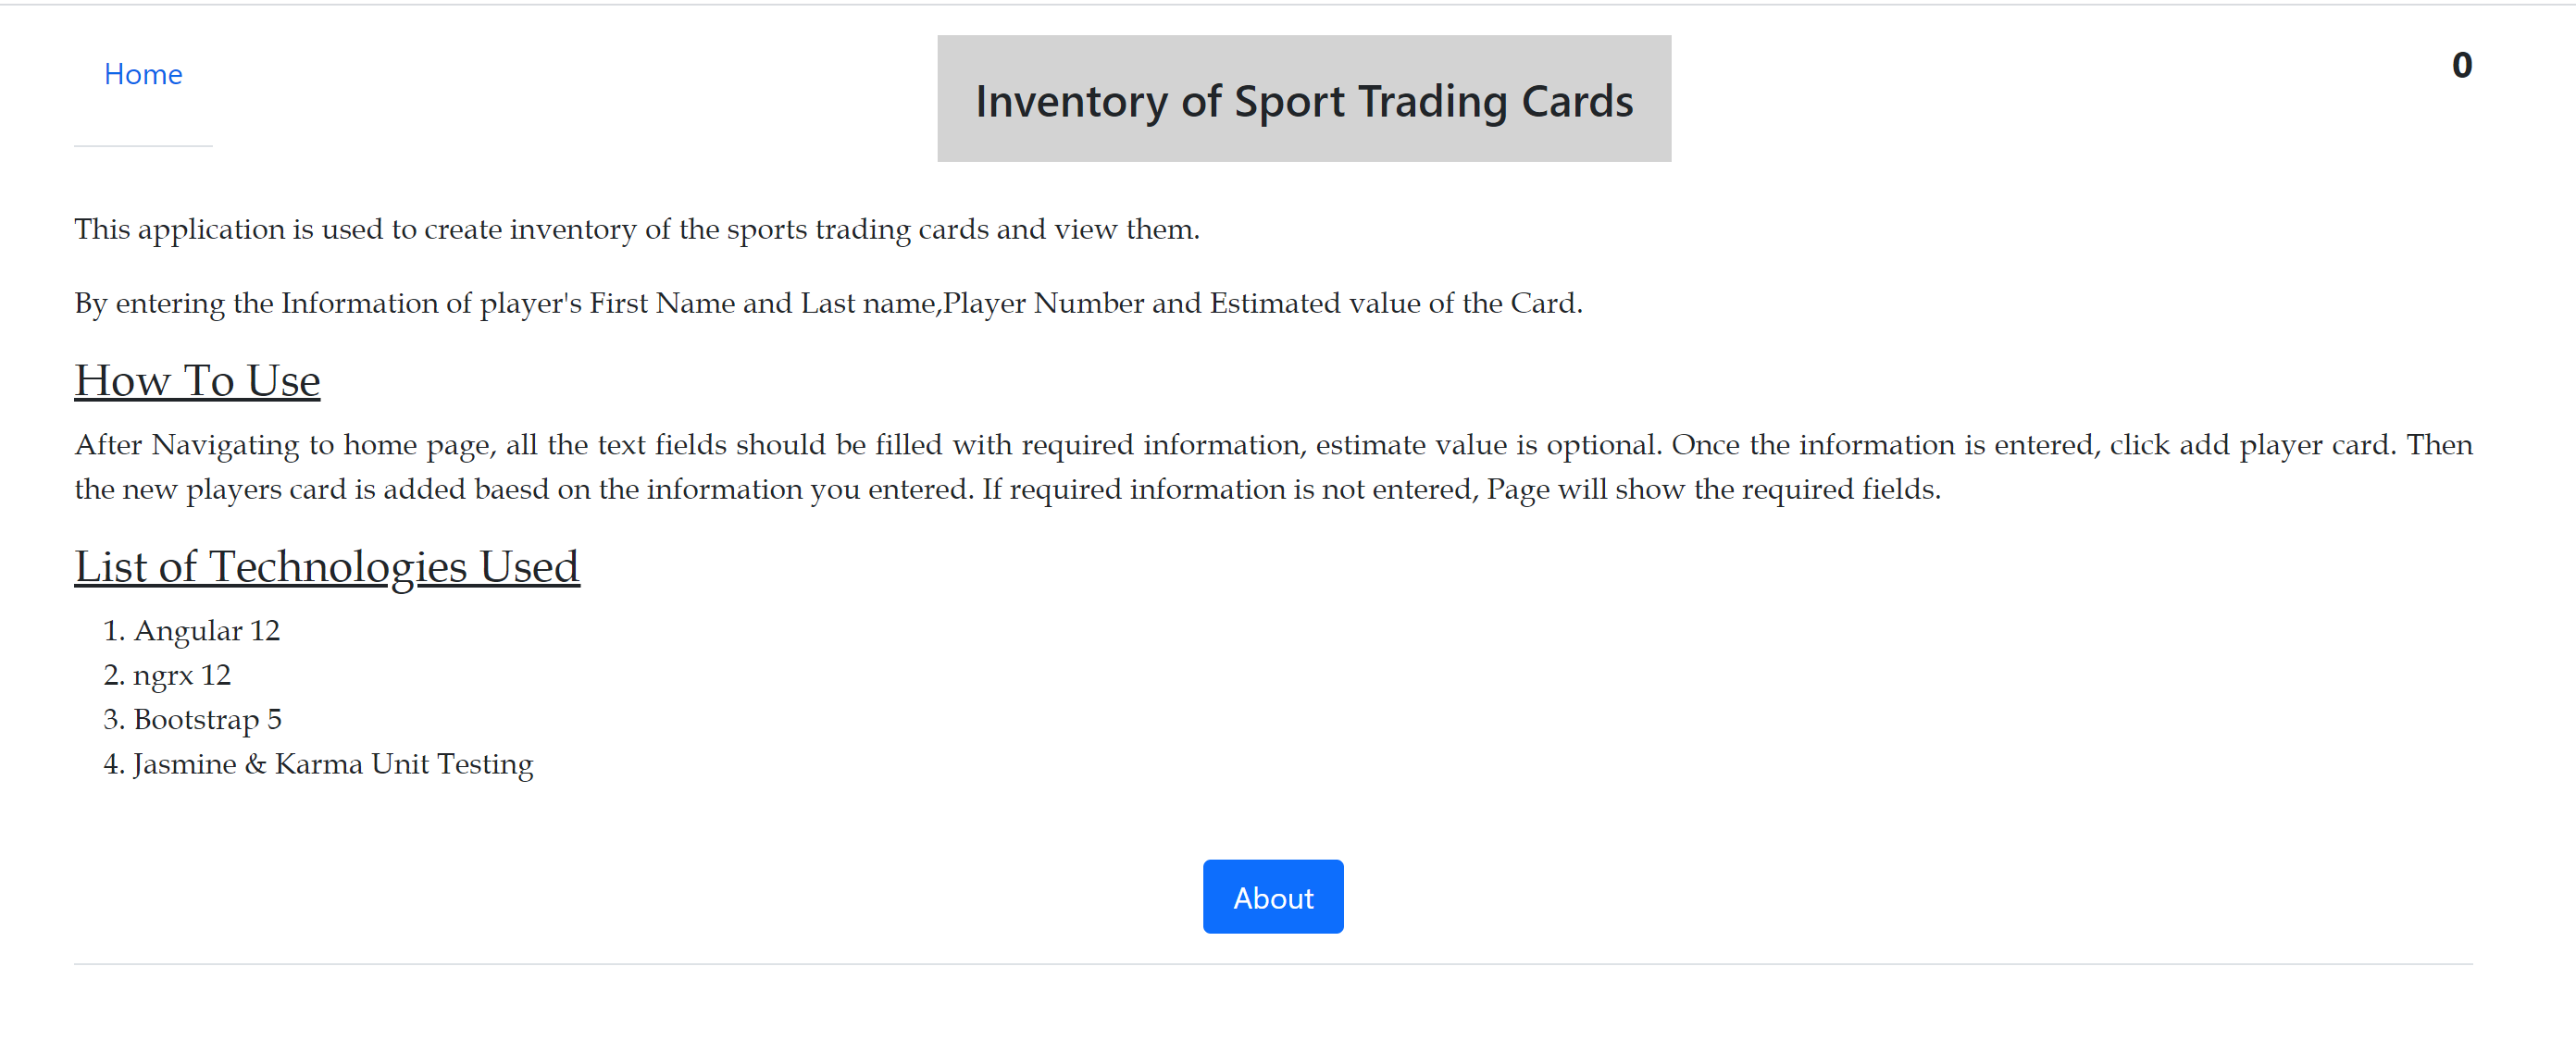 Home
Inventory of Sport Trading Cards
0
This application is used to create inventory of the sports trading cards and view them.
By entering the Information of player's First Name and Last name,Player Number and Estimated value of the Card.
How To Use
After Navigating to home page, all the text fields should be filled with required information, estimate value is optional. Once the information is entered, click add player card. Then
the new players card is added baesd on the information you entered. If required information is not entered, Page will show the required fields.
List of Technologies Used
1. Angular 12
2. ngrx 12
3. Bootstrap 5
4. Jasmine & Karma Unit Testing
About